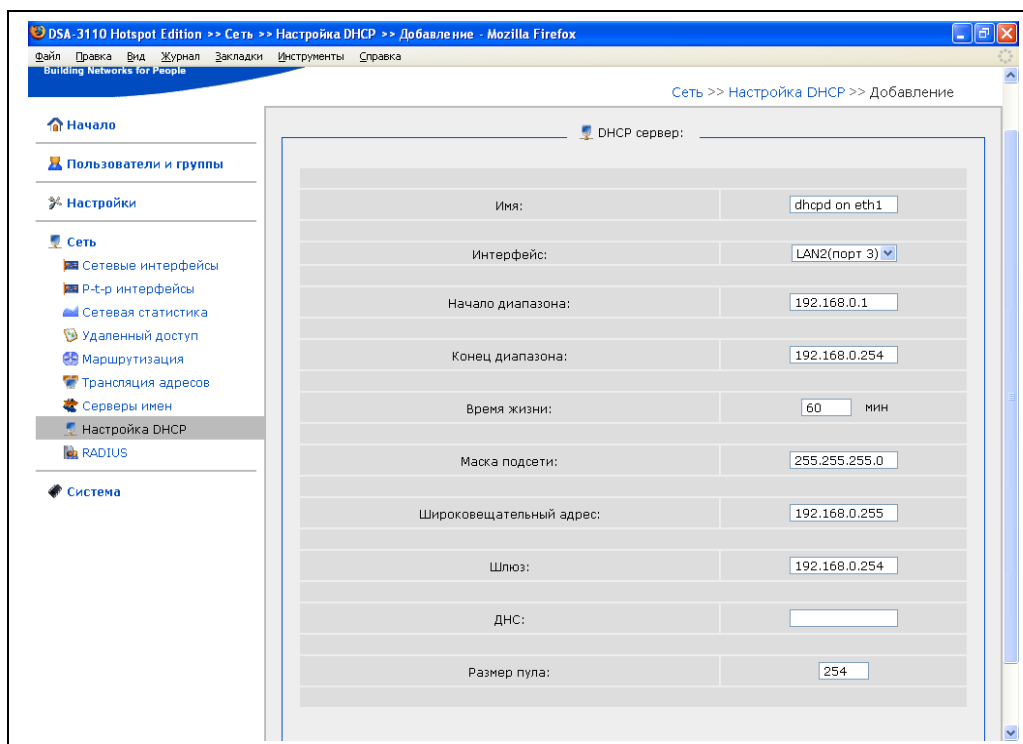 DSA-3110 Hotspot Edition >> Сеть >> Настройка DHCP >> Добавление - Mozilla Firefox
Файл Правка Вид Журнал Закладки Инструменты Справка
Building Networks for People
Сеть >> Настройка DHCP >> Добавление
Начало
Пользователи и группы
Настройки
Сеть
Сетевые интерфейсы
P-t-p интерфейсы
Сетевая статистика
Удаленный доступ
Маршрутизация
Трансляция адресов
Серверы имен
Настройка DHCP
RADIUS
Система
DHCP сервер:
Имя: dhcpd on eth1
Интерфейс: LAN2(порт 3)
Начало диапазона: 192.168.0.1
Конец диапазона: 192.168.0.254
Время жизни: 60 мин
Маска подсети: 255.255.255.0
Широковещательный адрес: 192.168.0.255
Шлюз: 192.168.0.254
ДНС:
Размер пула: 254